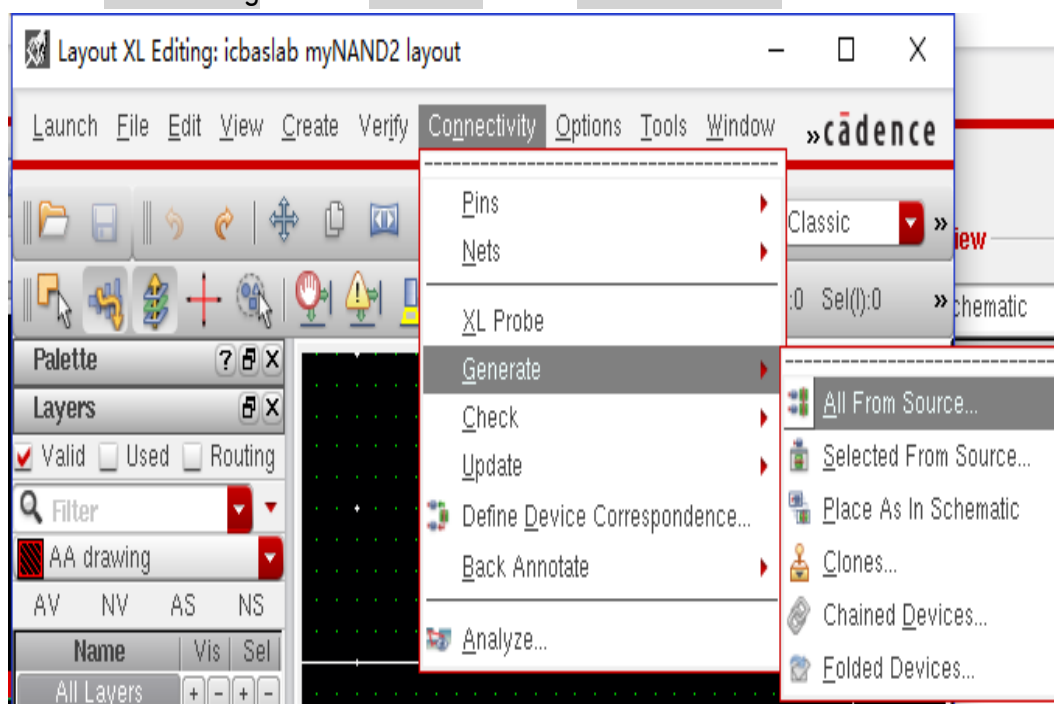 Layout XL Editing: icbaslab myNAND2 layout
Launch File Edit View Create Verify Connectivity Options Tools Window » cādence
Pins
Classic »
iew
Nets
:0 Sel(I):0 » chematic
XL Probe
Palette
Generate
Layers
All From Source...
Check
Valid Used Routing
Selected From Source...
Update
Filter
Place As In Schematic
Define Device Correspondence...
AA drawing
Clones...
Back Annotate
AV NV AS NS
Chained Devices...
Analyze...
Name Vis Sel
Folded Devices...
All Layers + - + -